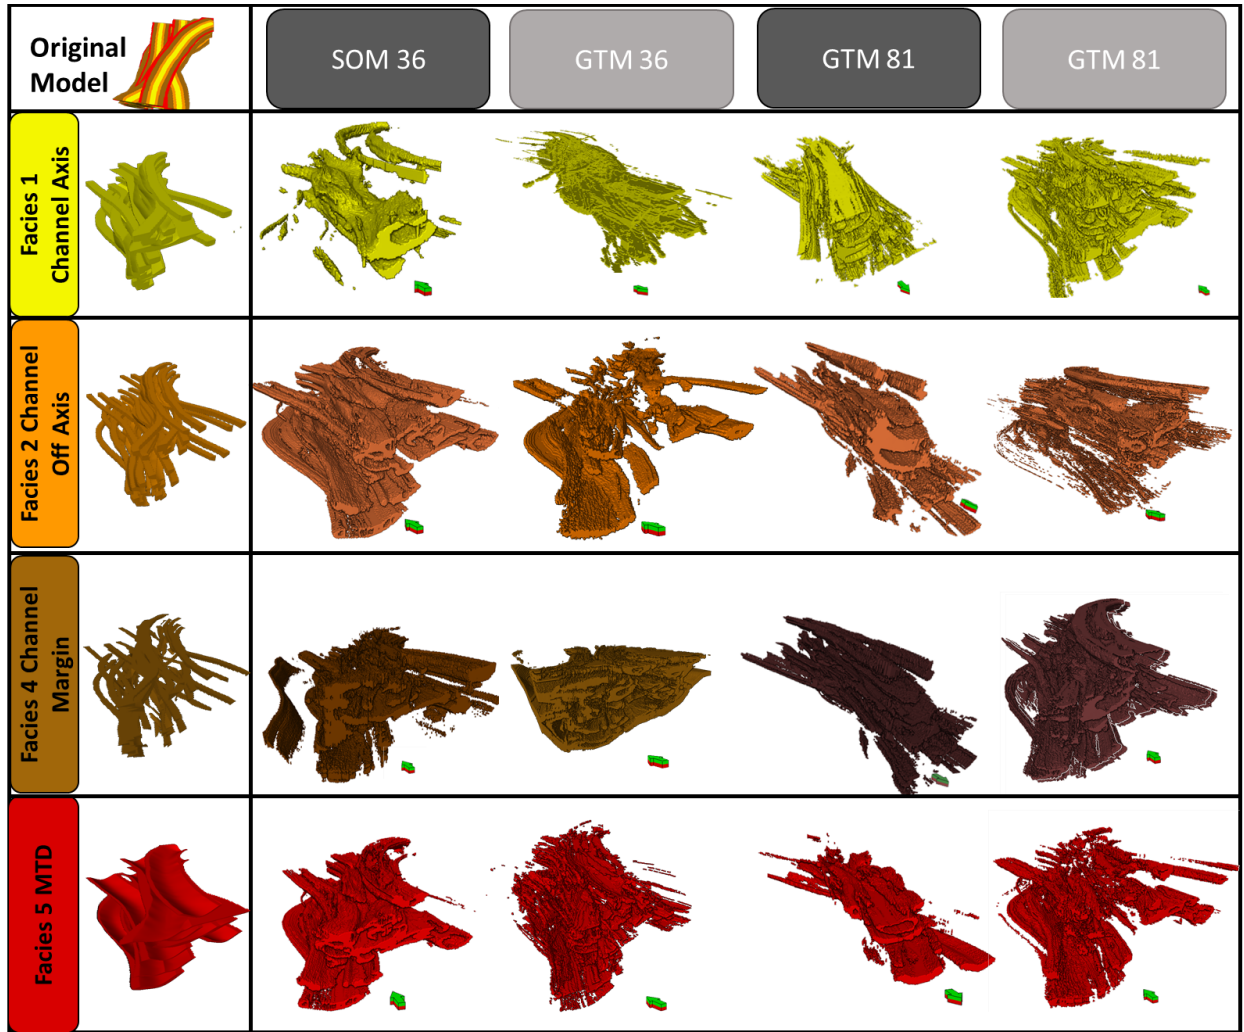 Original
Model
SOM 36
GTM 36
GTM 81
GTM 81
Facies 1
Channel Axis
Facies 2 Channel
Off Axis
Facies 4 Channel
Margin
Facies 5 MTD